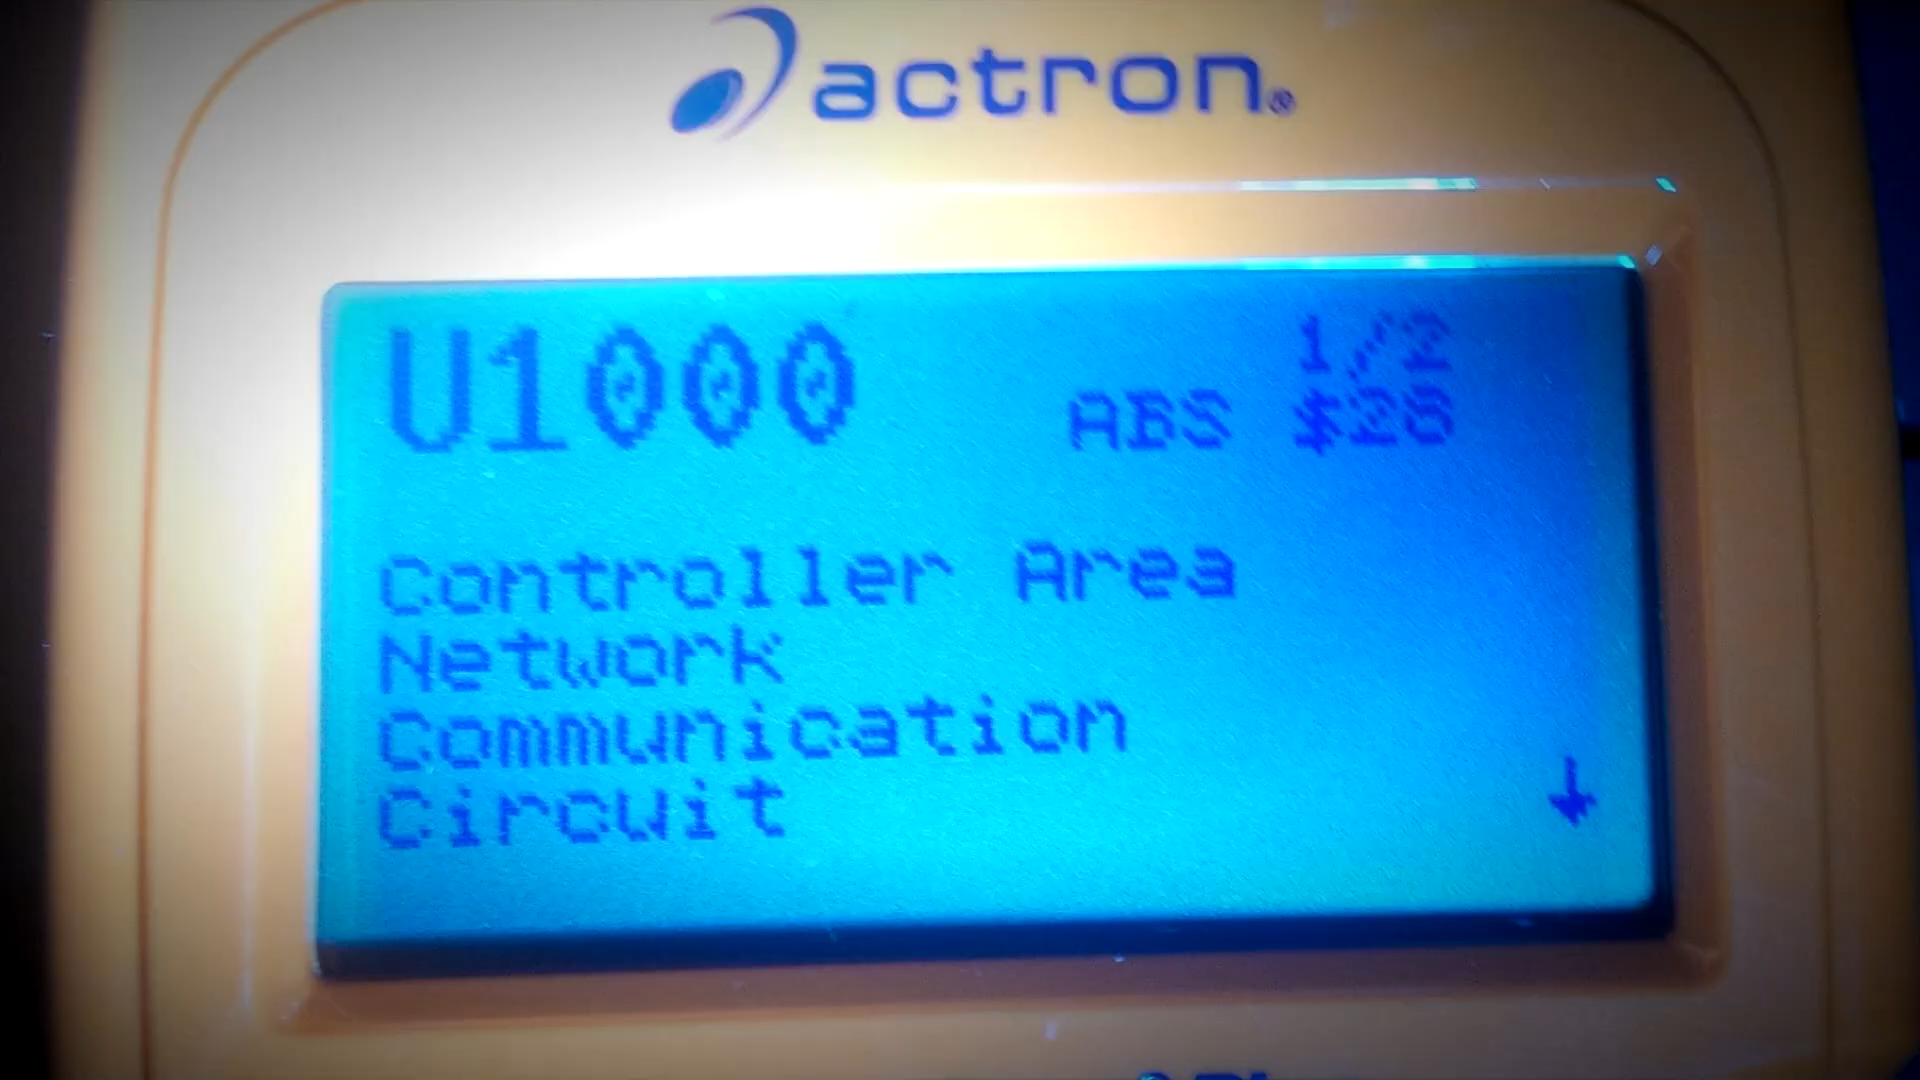 actron®
U1000
1/2
ABS $28
Controller Area
Network
Communication
Circuit